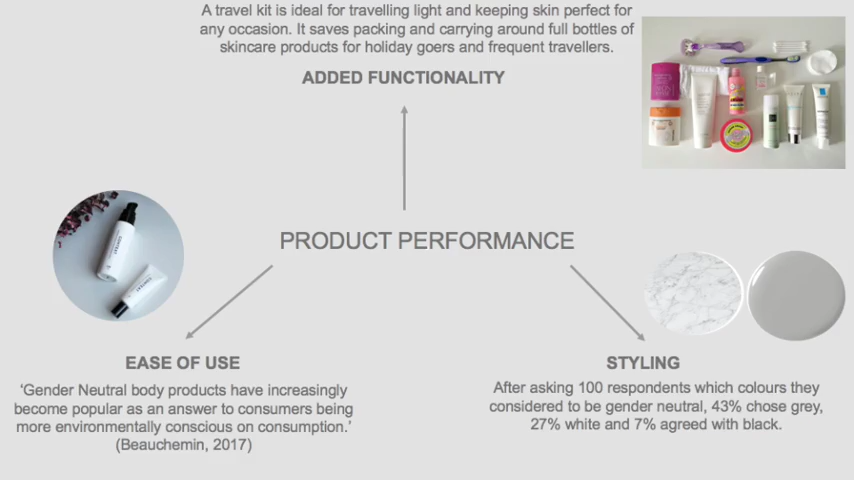 A travel kit is ideal for travelling light and keeping skin perfect for
any occasion. It saves packing and carrying around full bottles of
skincare products for holiday goers and frequent travellers.
ADDED FUNCTIONALITY
PRODUCT PERFORMANCE
EASE OF USE
‘Gender Neutral body products have increasingly
become popular as an answer to consumers being
more environmentally conscious on consumption.’
(Beauchemin, 2017)
STYLING
After asking 100 respondents which colours they
considered to be gender neutral, 43% chose grey,
27% white and 7% agreed with black.